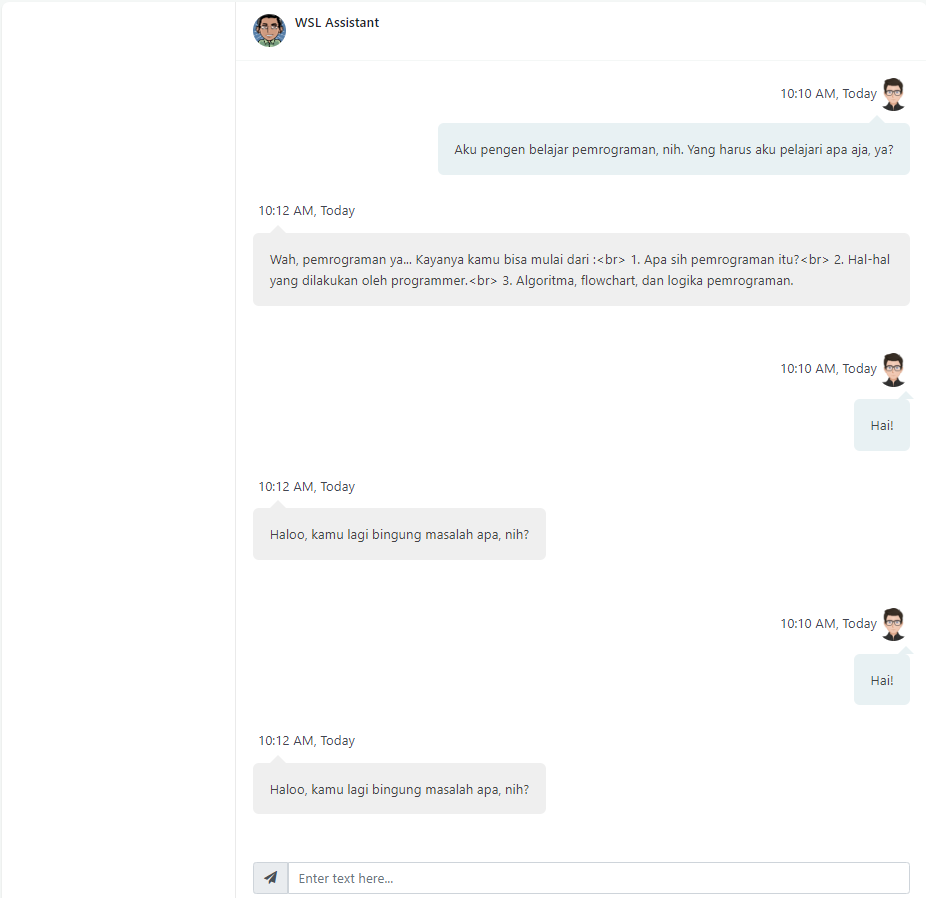 WSL Assistant
10:10 AM, Today
Aku pengen belajar pemrograman, nih. Yang harus aku pelajari apa aja, ya?
10:12 AM, Today
Wah, pemrograman ya... Kayanya kamu bisa mulai dari :<br> 1. Apa sih pemrograman itu?<br> 2. Hal-hal
yang dilakukan oleh programmer.<br> 3. Algoritma, flowchart, dan logika pemrograman.
10:10 AM, Today
Hai!
10:12 AM, Today
Haloo, kamu lagi bingung masalah apa, nih?
10:10 AM, Today
Hai!
10:12 AM, Today
Haloo, kamu lagi bingung masalah apa, nih?
Enter text here...